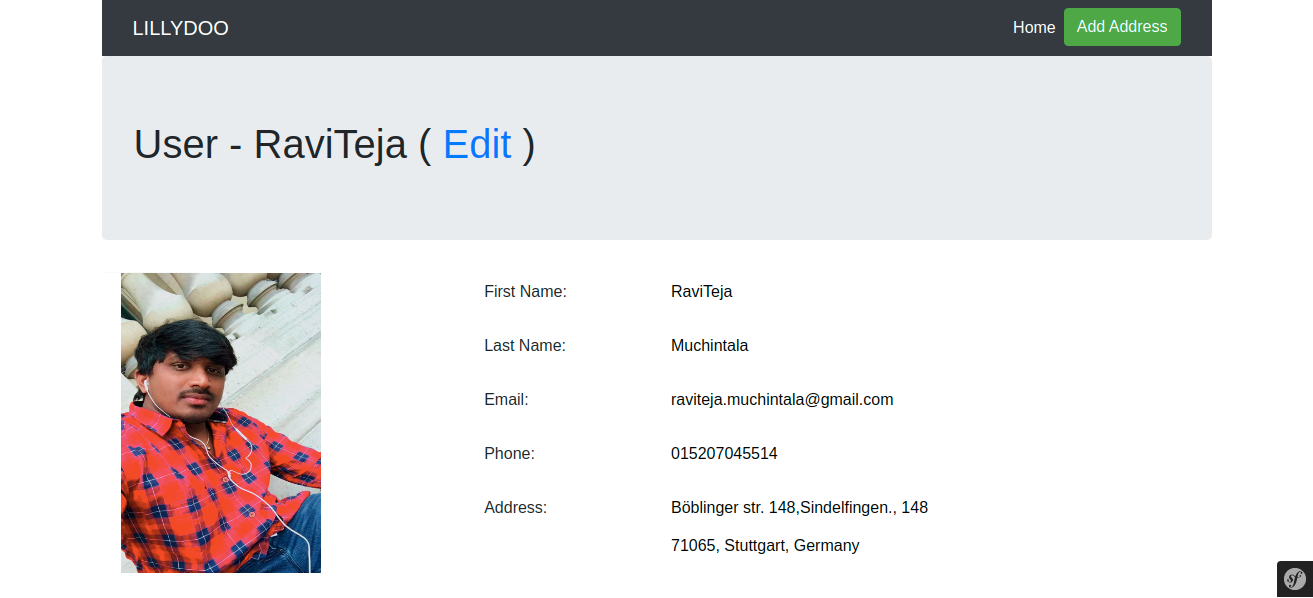 LILLYDOO
Home Add Address
User - RaviTeja ( Edit )
First Name: RaviTeja
Last Name: Muchintala
Email: raviteja.muchintala@gmail.com
Phone: 015207045514
Address: Böblinger str. 148,Sindelfingen., 148
71065, Stuttgart, Germany
sf